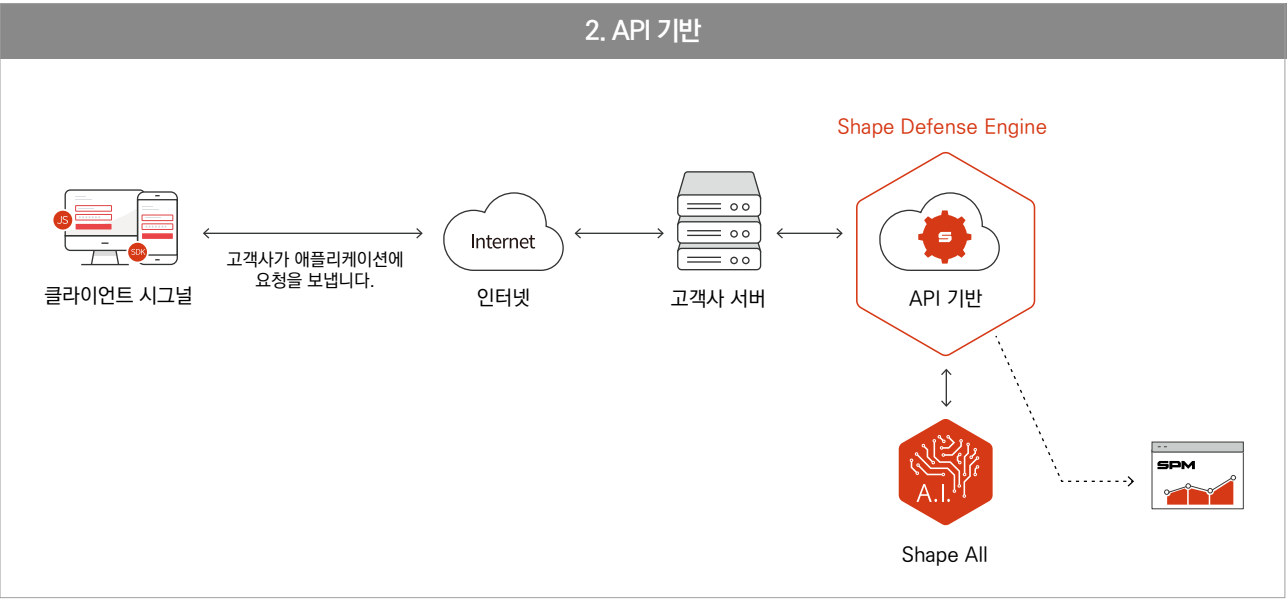 2. API 기반
Shape Defense Engine
JS
SDK
클라이언트 시그널
고객사가 애플리케이션에
요청을 보냅니다.
Internet
인터넷
고객사 서버
S
API 기반
A.I.
Shape All
SPM